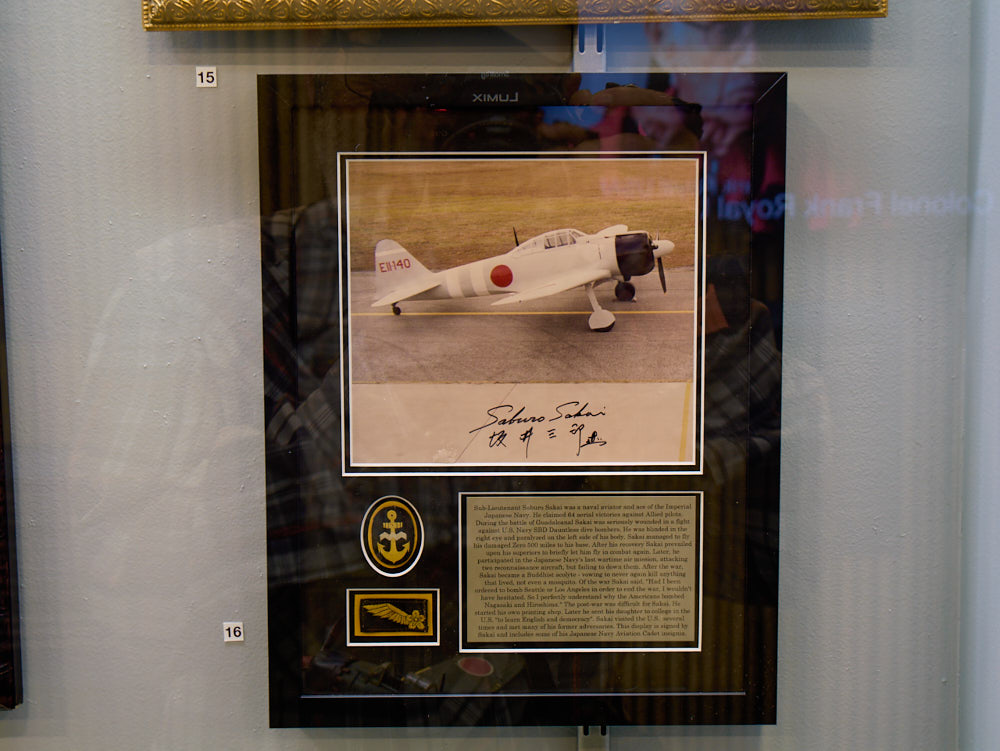 15
Smoking
LUMIX
Colonel Frank Royal
EII-140
Saburo Sakai
坂井三郎
Sub-Lieutenant Soburo Sakai was a naval aviator and ace of the Imperial
Japanese Navy. He claimed 64 aerial victories against Allied pilots.
During the battle of Guadalcanal Sakai was seriously wounded in a fight
against U.S. Navy SBD Dauntless dive bombers. He was blinded in the
right eye and paralyzed on the left side of his body. Sakai managed to fly
his damaged Zero 500 miles to his base. After his recovery Sakai prevailed
upon his superiors to briefly let him fly in combat again. Later, he
participated in the Japanese Navy's last wartime air mission, attacking
two reconnaissance aircraft, but failing to down them. After the war,
Sakai became a Buddhist acolyte - vowing to never again kill anything
that lived, not even a mosquito. Of the war Sakai said, "Had I been
ordered to bomb Seattle or Los Angeles in order to end the war, I wouldn't
have hesitated. So I perfectly understand why the Americans bombed
Nagasaki and Hiroshima." The post-war was difficult for Sakai. He
started his own printing shop. Later he sent his daughter to college in the
U.S. "to learn English and democracy". Sakai visited the U.S. several
times and met many of his former adversaries. This display is signed by
Sakai and includes some of his Japanese Navy Aviation Cadet insignia.
16